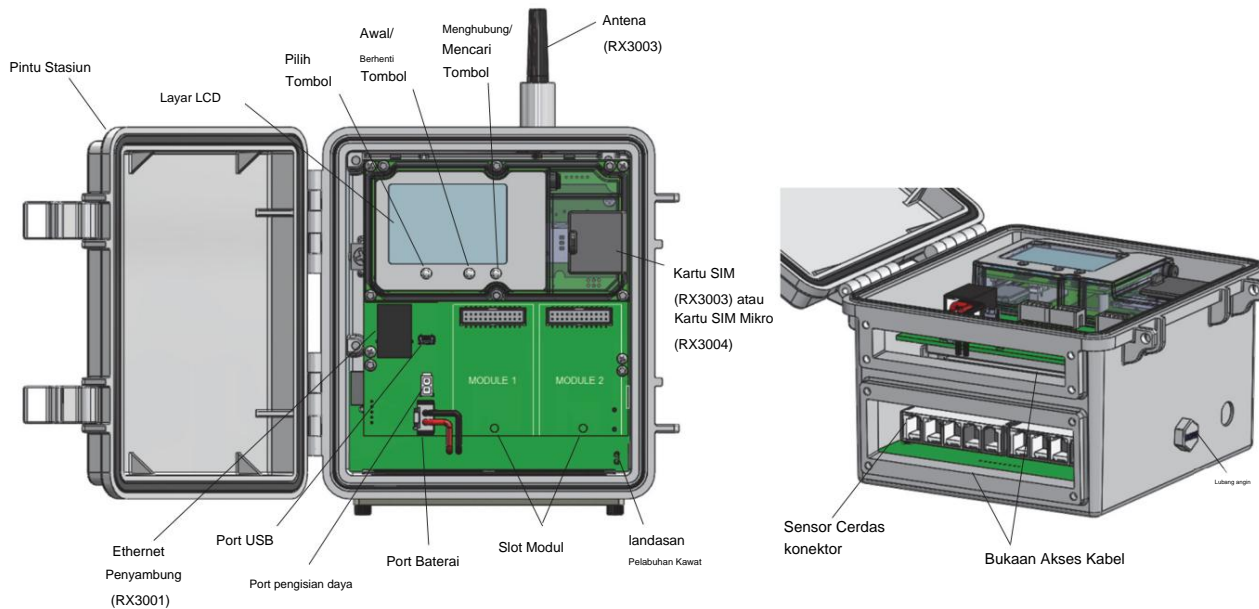 Pintu Stasiun
Layar LCD
Pilih
Tombol
Awal/
Berhenti
Tombol
Menghubung/
Mencari
Tombol
Antena
(RX3003)
Kartu SIM
(RX3003) atau
Kartu SIM Mikro
(RX3004)
MODULE 1
MODULE 2
Ethernet
Penyambung
(RX3001)
Port USB
Port pengisian daya
Port Baterai
Slot Modul
landasan
Pelabuhan Kawat
Sensor Cerdas
konektor
Bukaan Akses Kabel
Lubang angin